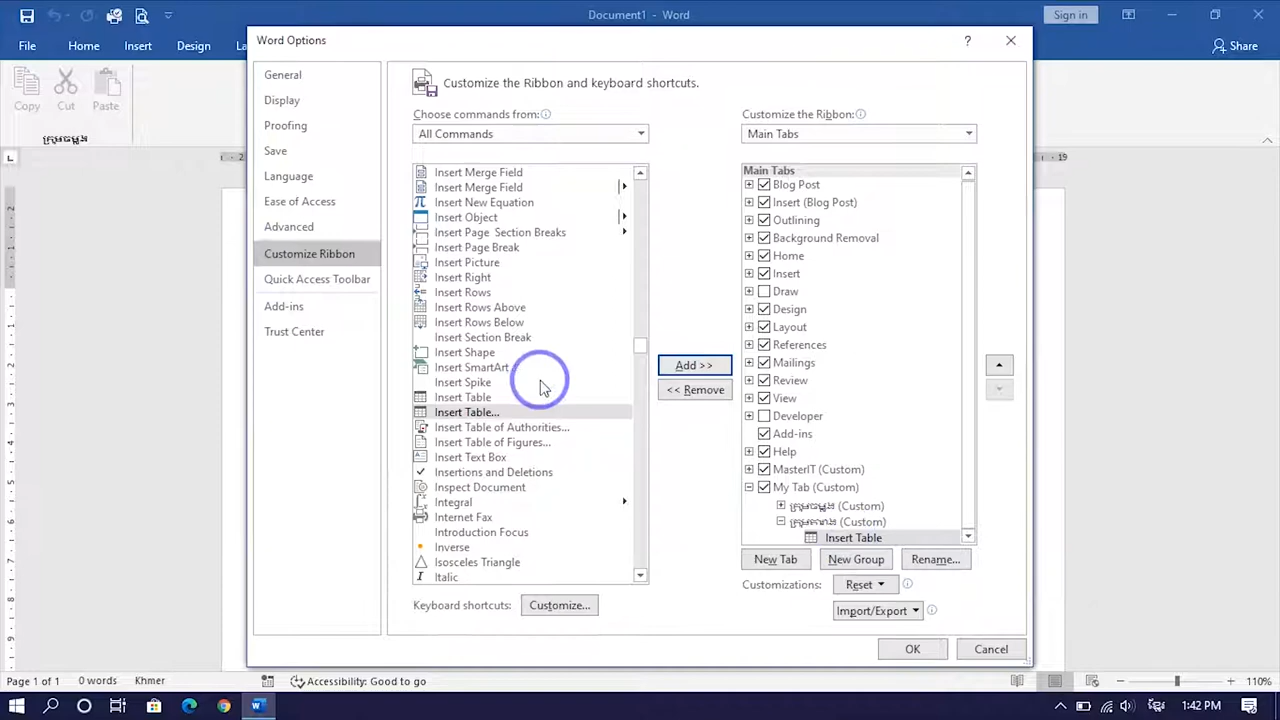 Document1 - Word
Sign in
File
Home
Insert
Design
Share
Word Options
General
Display
Proofing
Save
Language
Ease of Access
Advanced
Customize Ribbon
Quick Access Toolbar
Add-ins
Trust Center
Copy
Cut
Paste
Customize the Ribbon and keyboard shortcuts.
Choose commands from:
All Commands
Insert Merge Field
Insert Merge Field
Insert New Equation
Insert Object
Insert Page Section Breaks
Insert Page Break
Insert Picture
Insert Right
Insert Rows
Insert Rows Above
Insert Rows Below
Insert Section Break
Insert Shape
Insert SmartArt
Insert Spike
Insert Table
Insert Table...
Insert Table of Authorities...
Insert Table of Figures...
Insert Text Box
Insertions and Deletions
Inspect Document
Integral
Internet Fax
Introduction Focus
Inverse
Isosceles Triangle
Italic
Keyboard shortcuts:
Customize...
Add >>
<< Remove
Customize the Ribbon:
Main Tabs
Main Tabs
Blog Post
Insert (Blog Post)
Outlining
Background Removal
Home
Insert
Draw
Design
Layout
References
Mailings
Review
View
Developer
Add-ins
Help
MasterIT (Custom)
My Tab (Custom)
(Custom)
(Custom)
Insert Table
New Tab
New Group
Rename...
Customizations:
Reset
Import/Export
OK
Cancel
2
19
Page 1 of 1
0 words
Khmer
Accessibility: Good to go
110%
1:42 PM